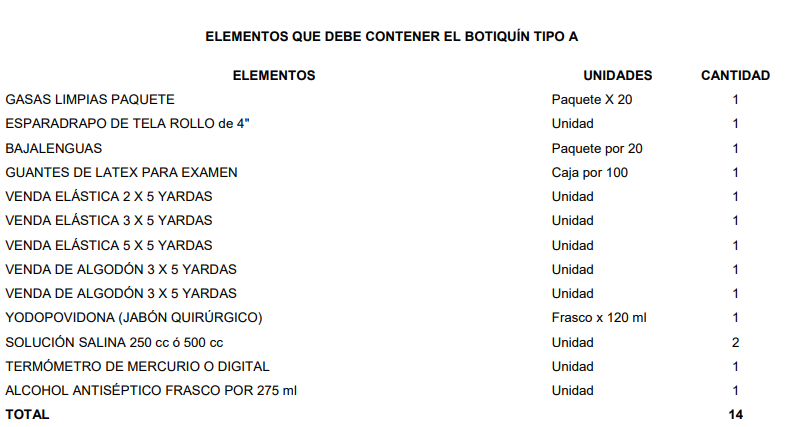 ELEMENTOS QUE DEBE CONTENER EL BOTIQUÍN TIPO A
ELEMENTOS UNIDADES CANTIDAD
GASAS LIMPIAS PAQUETE Paquete X 20 1
ESPARADRAPO DE TELA ROLLO de 4" Unidad 1
BAJALENGUAS Paquete por 20 1
GUANTES DE LATEX PARA EXAMEN Caja por 100 1
VENDA ELÁSTICA 2 X 5 YARDAS Unidad 1
VENDA ELÁSTICA 3 X 5 YARDAS Unidad 1
VENDA ELÁSTICA 5 X 5 YARDAS Unidad 1
VENDA DE ALGODÓN 3 X 5 YARDAS Unidad 1
VENDA DE ALGODÓN 3 X 5 YARDAS Unidad 1
YODOPOVIDONA (JABÓN QUIRÚRGICO) Frasco x 120 ml 1
SOLUCIÓN SALINA 250 cc ó 500 cc Unidad 2
TERMÓMETRO DE MERCURIO O DIGITAL Unidad 1
ALCOHOL ANTISÉPTICO FRASCO POR 275 ml Unidad 1
TOTAL 14